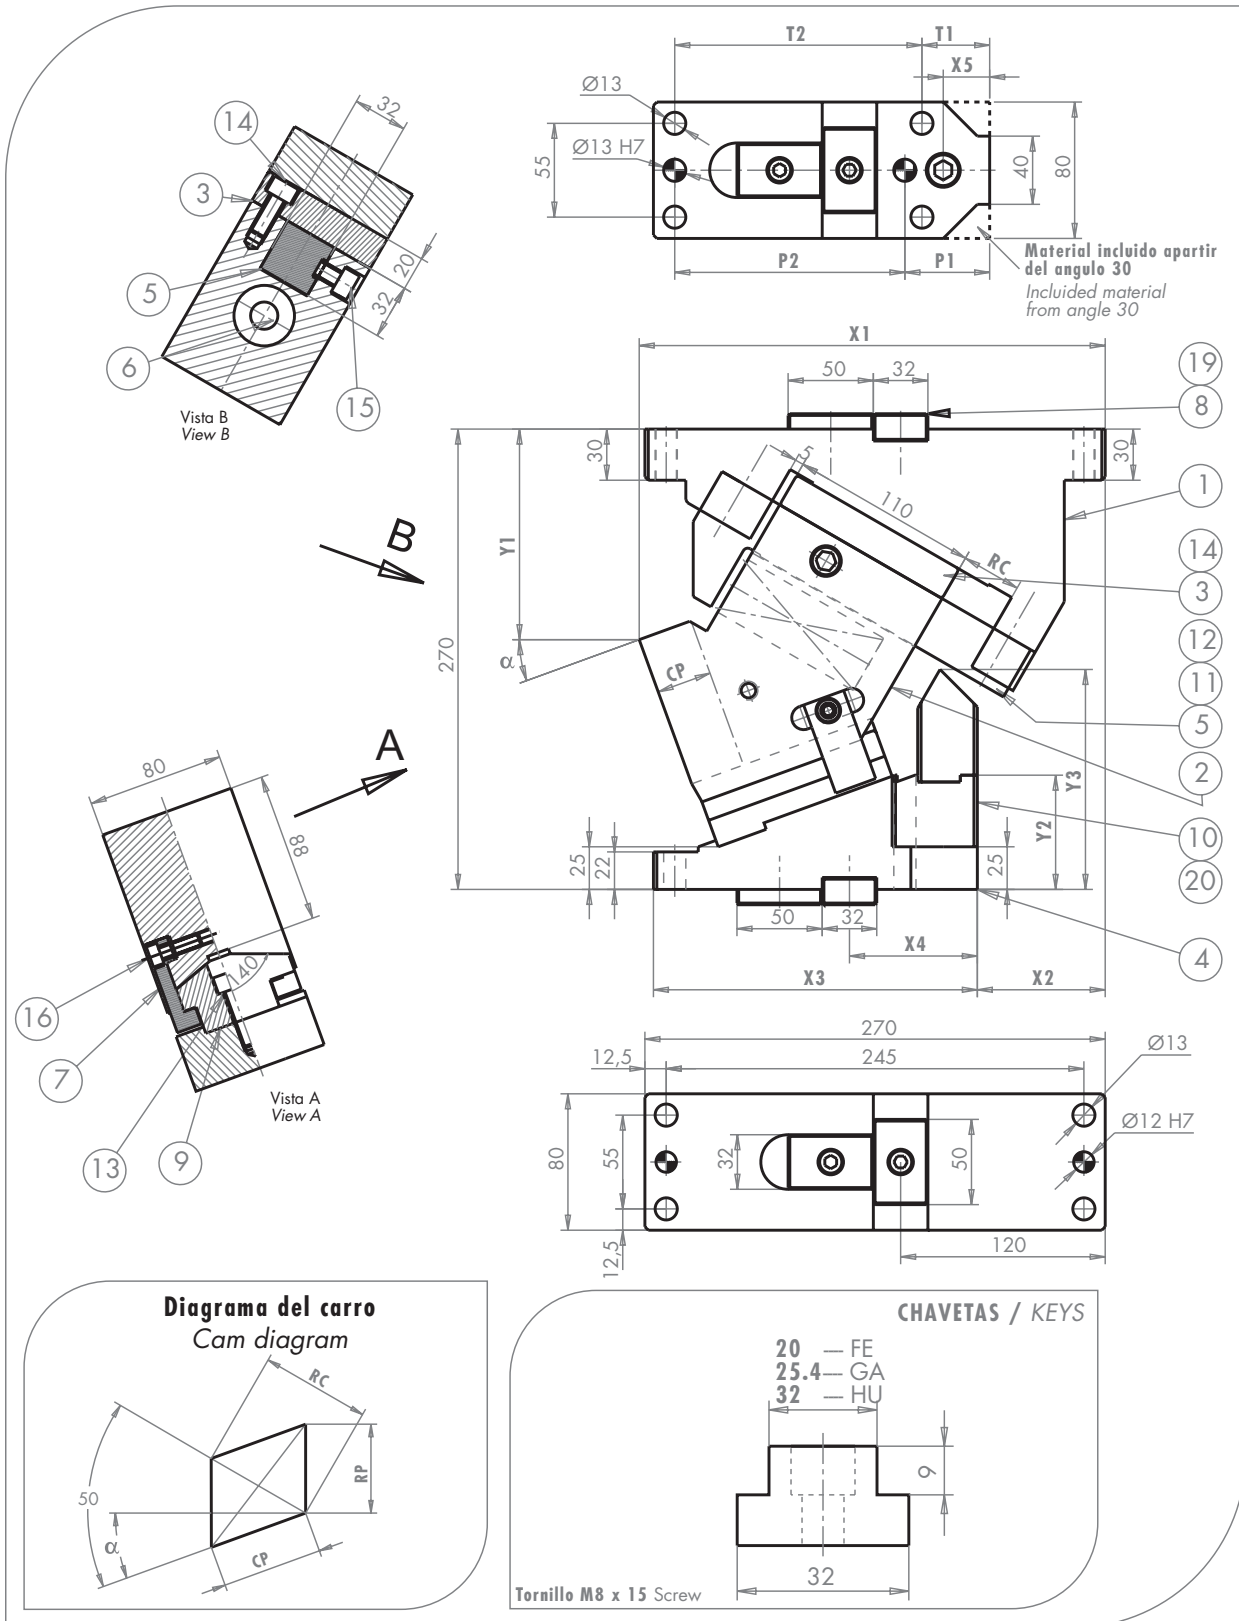 T2
T1
X5
Ø13
Ø13 H7
55
40
80
P2
P1
Material incluido apartir
del angulo 30
Incluided material
from angle 30
32
14
3
5
6
20
32
15
Vista B
View B
X1
50
32
19
8
30
30
1
5
110
RC
14
3
12
11
5
2
10
20
4
B
Y1
270
α
CP
Y3
Y2
25
22
25
50
32
X4
X3
X2
A
80
88
140
16
7
13
9
Vista A
View A
270
245
12,5
Ø13
Ø12 H7
80
55
32
50
12,5
120
Diagrama del carro
Cam diagram
RC
RP
50
α
CP
CHAVETAS / KEYS
20 — FE
25.4 — GA
32 — HU
9
32
Tornillo M8 x 15 Screw